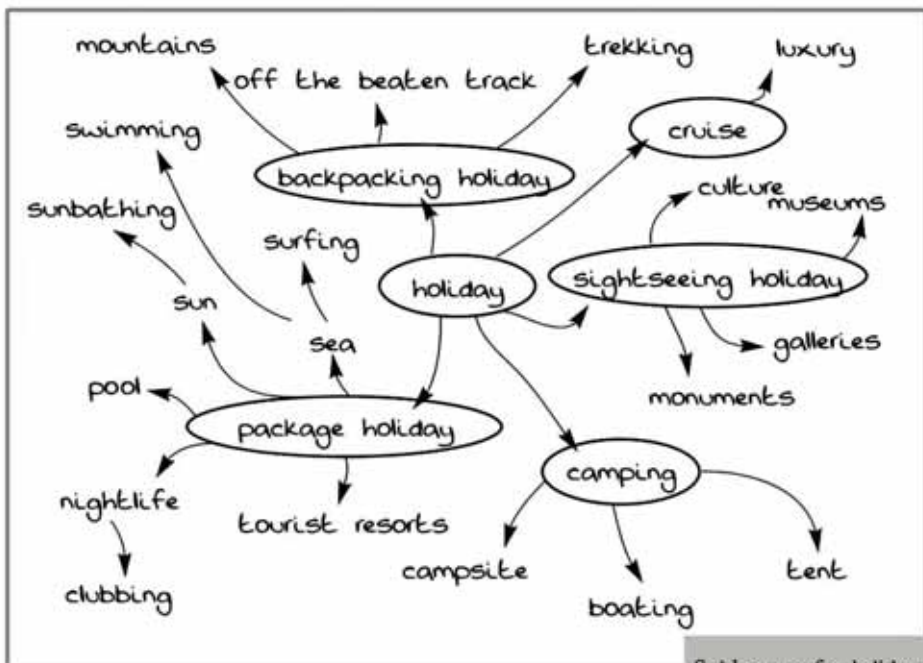 mountains
trekking
luxury
off the beaten track
swimming
cruise
backpacking holiday
culture
museums
sunbathing
surfing
holiday
sightseeing holiday
sun
sea
galleries
pool
monuments
package holiday
camping
nightlife
tourist resorts
campsite
tent
clubbing
boating